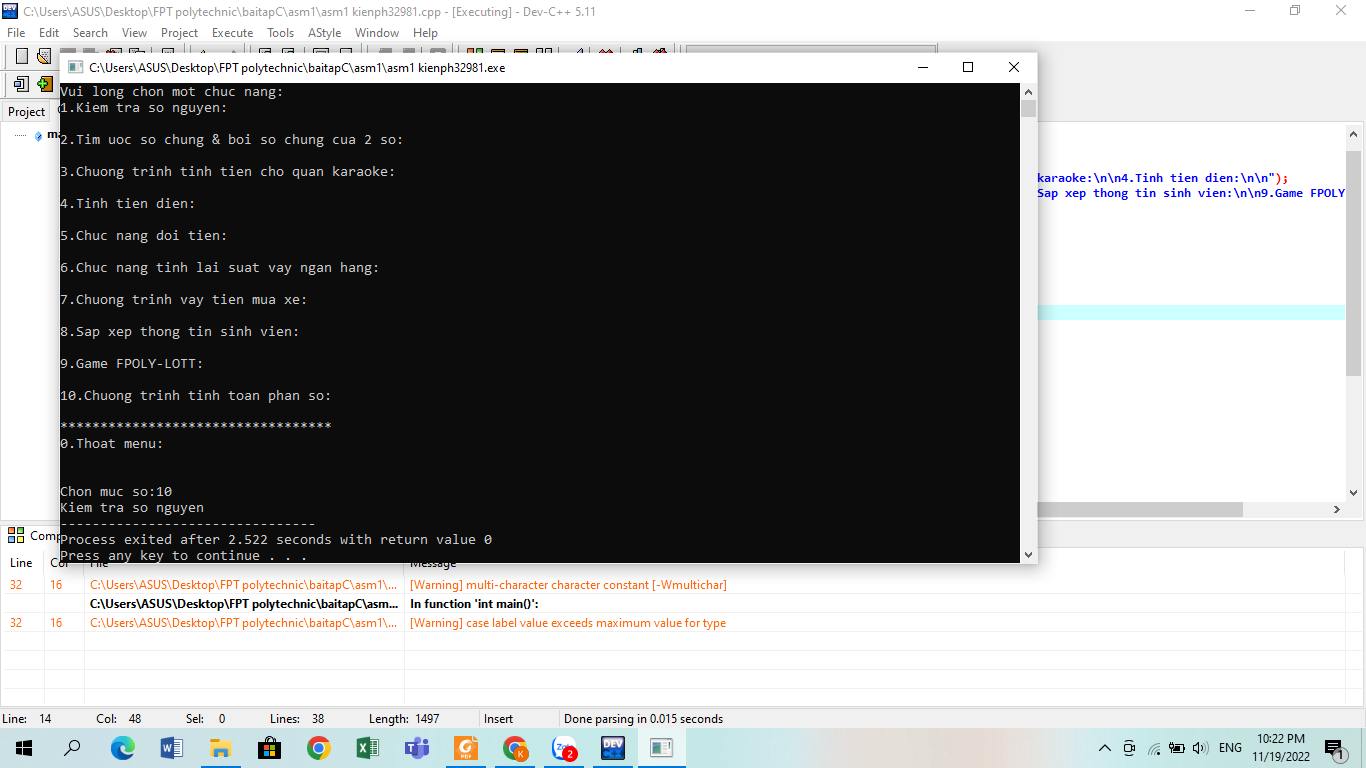 C:\Users\ASUS\Desktop\FPT polytechnic\baitapC\asm1\asm1 kienph32981.cpp - [Executing] - Dev-C++ 5.11
File Edit Search View Project Execute Tools AStyle Window Help
C:\Users\ASUS\Desktop\FPT polytechnic\baitapC\asm1\asm1 kienph32981.exe
Project
Vui long chon mot chuc nang:
1.Kiem tra so nguyen:
2.Tim uoc so chung & boi so chung cua 2 so:
3.Chuong trinh tinh tien cho quan karaoke:
4.Tinh tien dien:
5.Chuc nang doi tien:
6.Chuc nang tinh lai suat vay ngan hang:
7.Chuong trinh vay tien mua xe:
8.Sap xep thong tin sinh vien:
9.Game FPOLY-LOTT:
10.Chuong trinh tinh toan phan so:
**********************************
0.Thoat menu:
Chon muc so:10
Kiem tra so nguyen
--------------------------------
Process exited after 2.522 seconds with return value 0
Press any key to continue . . .
karaoke:\n\n4.Tinh tien dien:\n\n");
Sap xep thong tin sinh vien:\n\n9.Game FPOLY
Line Message
32 16 C:\Users\ASUS\Desktop\FPT polytechnic\baitapC\asm1\... [Warning] multi-character character constant [-Wmultichar]
C:\Users\ASUS\Desktop\FPT polytechnic\baitapC\asm... In function 'int main()':
32 16 C:\Users\ASUS\Desktop\FPT polytechnic\baitapC\asm1\... [Warning] case label value exceeds maximum value for type
Line: 14 Col: 48 Sel: 0 Lines: 38 Length: 1497 Insert Done parsing in 0.015 seconds
ENG
10:22 PM
11/19/2022